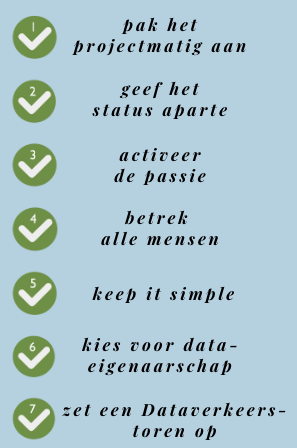 1
pak het
projectmatig aan
2
geef het
status aparte
3
activeer
de passie
4
betrek
alle mensen
5
keep it simple
6
kies voor data-
eigenaarschap
7
zet een Dataverkeers-
toren op